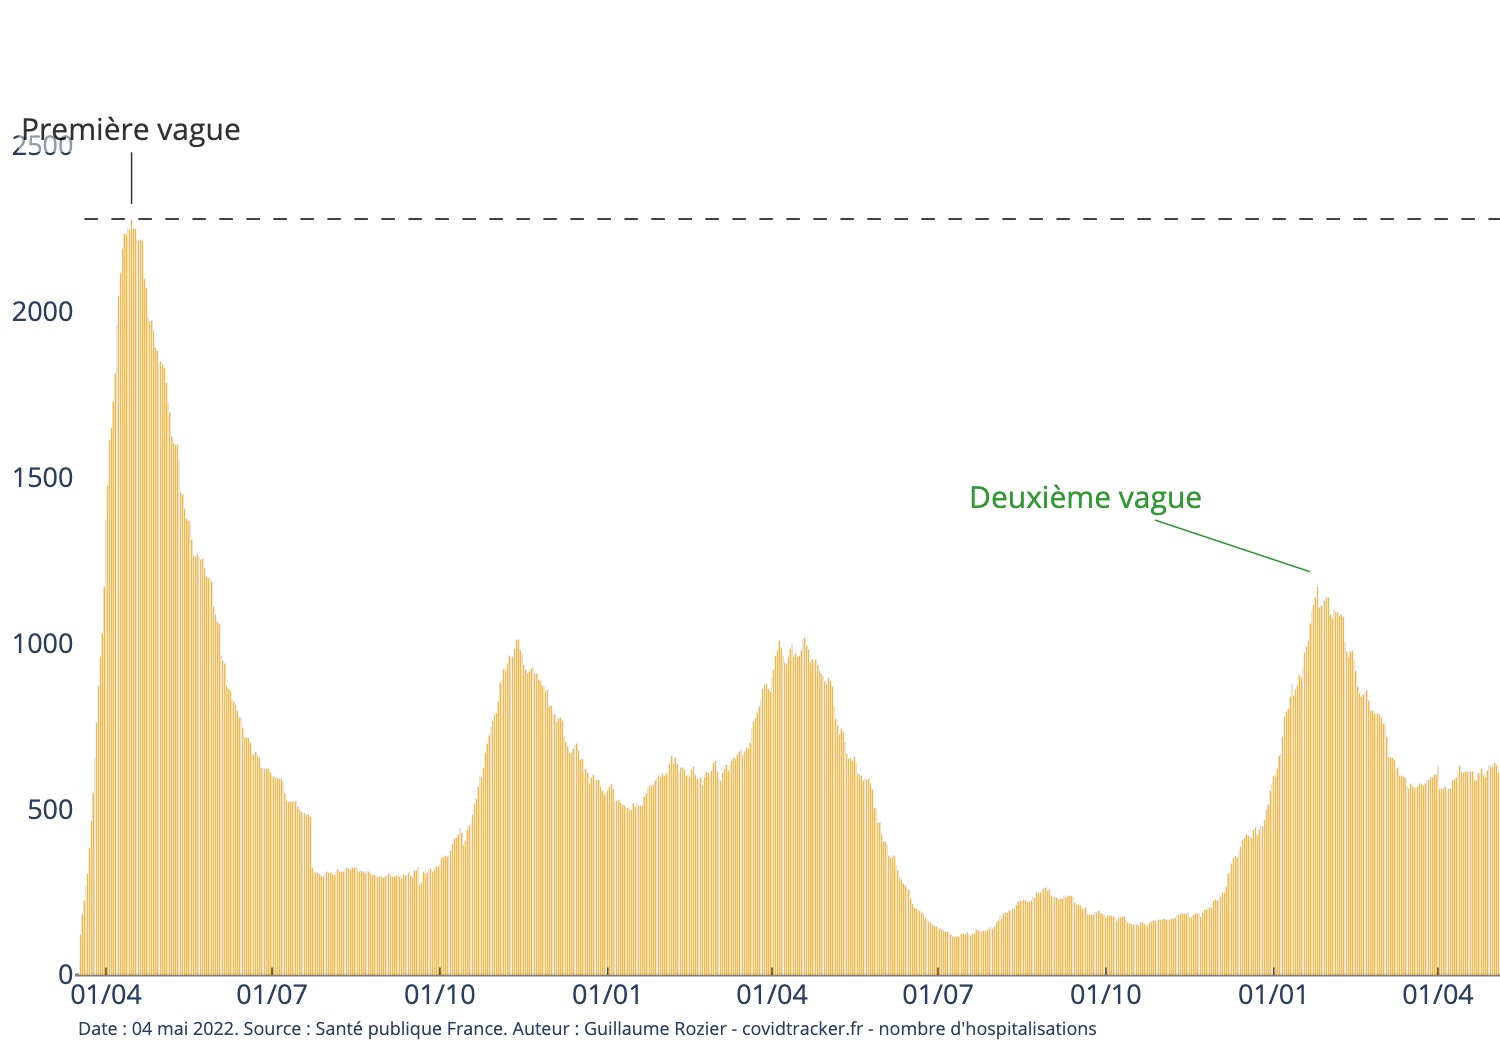 Première vague
2500
2000
1500
Deuxième vague
1000
500
0
01/04 01/07 01/10 01/01 01/04 01/07 01/10 01/01 01/04
Date : 04 mai 2022. Source : Santé publique France. Auteur : Guillaume Rozier - covidtracker.fr - nombre d'hospitalisations